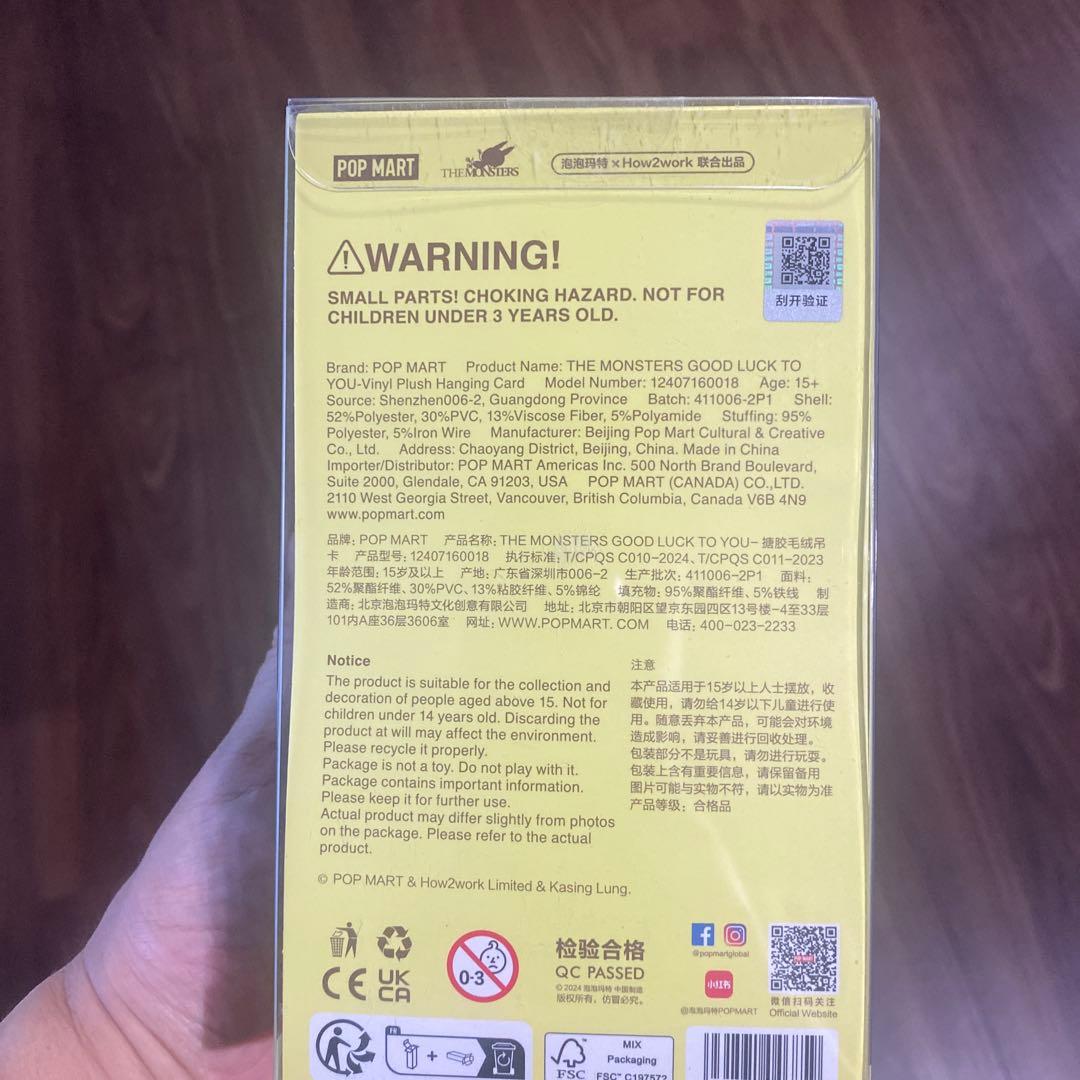 POP MART THE MONSTERS 泡泡玛特 × How2work 联合出品
WARNING!
刮开验证
SMALL PARTS! CHOKING HAZARD. NOT FOR
CHILDREN UNDER 3 YEARS OLD.
Brand: POP MART Product Name: THE MONSTERS GOOD LUCK TO
YOU-Vinyl Plush Hanging Card Model Number: 12407160018 Age: 15+
Source: Shenzhen006-2, Guangdong Province Batch: 411006-2P1 Shell:
52%Polyester, 30%PVC, 13%Viscose Fiber, 5%Polyamide Stuffing: 95%
Polyester, 5%Iron Wire Manufacturer: Beijing Pop Mart Cultural & Creative
Co., Ltd. Address: Chaoyang District, Beijing, China. Made in China
Importer/Distributor: POP MART Americas Inc. 500 North Brand Boulevard,
Suite 2000, Glendale, CA 91203, USA POP MART (CANADA) CO.,LTD.
2110 West Georgia Street, Vancouver, British Columbia, Canada V6B 4N9
www.popmart.com
品牌: POP MART 产品名称: THE MONSTERS GOOD LUCK TO YOU-搪胶毛绒吊
卡 产品型号: 12407160018 执行标准: T/CPQS C010-2024、T/CPQS C011-2023
年龄范围: 15岁及以上 产地: 广东省深圳市006-2 生产批次: 411006-2P1 面料:
52%聚酯纤维、30%PVC、13%粘胶纤维、5%锦纶 填充物: 95%聚酯纤维、5%铁线 制
造商: 北京泡泡玛特文化创意有限公司 地址: 北京市朝阳区望京东园四区13号楼-4至33层
101内A座36层3606室 网址: WWW.POPMART.COM 电话: 400-023-2233
Notice
The product is suitable for the collection and
decoration of people aged above 15. Not for
children under 14 years old. Discarding the
product at will may affect the environment.
Please recycle it properly.
Package is not a toy. Do not play with it.
Package contains important information.
Please keep it for further use.
Actual product may differ slightly from photos
on the package. Please refer to the actual
product.
注意
本产品适用于15岁以上人士摆放，收
藏使用，请勿给14岁以下儿童进行使
用。随意丢弃本产品，可能会对环境
造成影响，请妥善进行回收处理。
包装部分不是玩具，请勿进行玩耍。
包装上含有重要信息，请保留备用
图片可能与实物不符，请以实物为准
产品等级：合格品
© POP MART & How2work Limited & Kasing Lung.
CE UK CA
0-3
检验合格
QC PASSED
© 2024 泡泡玛特 中国制造
版权所有，仿冒必究。
@popmartglobal
小红书
@泡泡玛特POPMART
POP MART
微信扫码关注
Official Website
FR
+
FSC
MIX
Packaging
FSC™ C197572